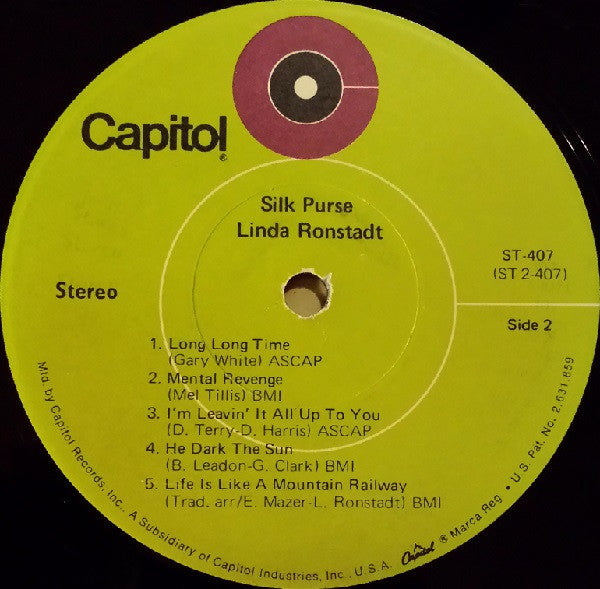 Capitol®
Silk Purse
Linda Ronstadt
ST-407
(ST 2-407)
Stereo
Side 2
1. Long Long Time
(Gary White) ASCAP
2. Mental Revenge
(Mel Tillis) BMI
3. I'm Leavin' It All Up To You
(D. Terry-D. Harris) ASCAP
4. He Dark The Sun
(B. Leadon-G. Clark) BMI
5. Life Is Like A Mountain Railway
(Trad. arr/E. Mazer-L. Ronstadt) BMI
Mfd. by Capitol Records, Inc., A Subsidiary of Capitol Industries, Inc., U.S.A. Capitol ® Marca Reg. • U.S. Pat. No. 2,631,859